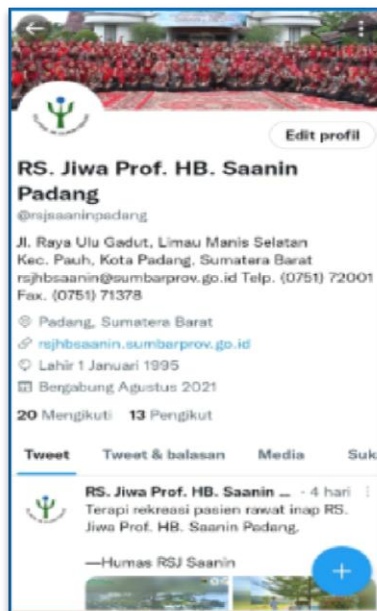 Edit profil
RS. Jiwa Prof. HB. Saanin
Padang
@rsjsaaninpadang
Jl. Raya Ulu Gadut, Limau Manis Selatan
Kec. Pauh, Kota Padang, Sumatera Barat
rsjhbsaanin@sumbarprov.go.id Telp. (0751) 72001
Fax. (0751) 71378
Padang, Sumatera Barat
rsjhbsaanin.sumbarprov.go.id
Lahir 1 Januari 1995
Bergabung Agustus 2021
20 Mengikuti 13 Pengikut
Tweet Tweet & balasan Media Suk
RS. Jiwa Prof. HB. Saanin ... · 4 hari
Terapi rekreasi pasien rawat inap RS.
Jiwa Prof. HB. Saanin Padang.
—Humas RSJ Saanin